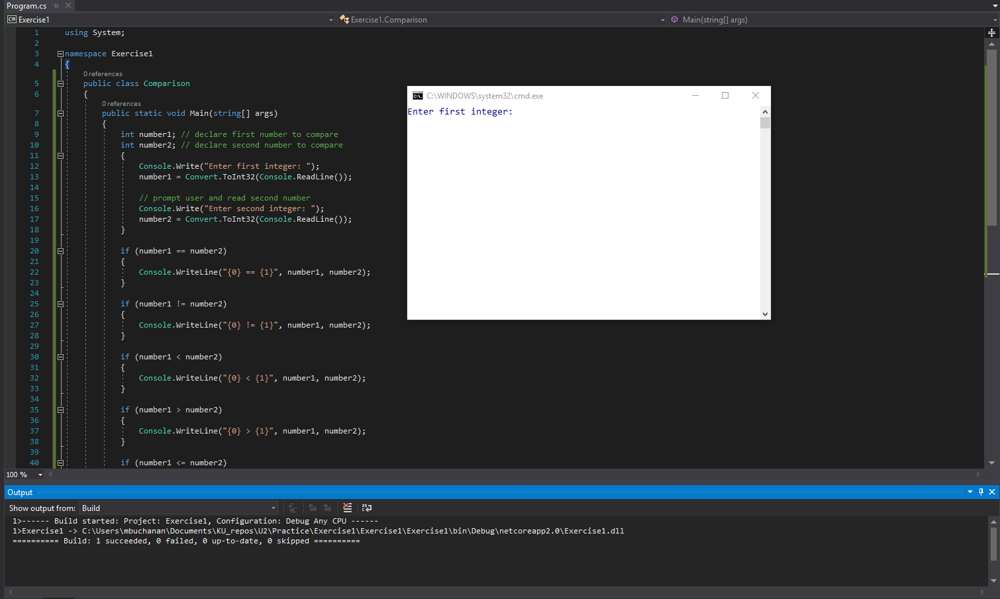 Program.cs
C# Exercise1
Exercise1.Comparison
Main(string[] args)
1 using System;
2
3 namespace Exercise1
4 {
0 references
5 public class Comparison
6 {
0 references
7 public static void Main(string[] args)
8 {
9 int number1; // declare first number to compare
10 int number2; // declare second number to compare
11 {
12 Console.Write("Enter first integer: ");
13 number1 = Convert.ToInt32(Console.ReadLine());
14
15 // prompt user and read second number
16 Console.Write("Enter second integer: ");
17 number2 = Convert.ToInt32(Console.ReadLine());
18 }
19
20 if (number1 == number2)
21 {
22 Console.WriteLine("{0} == {1}", number1, number2);
23 }
24
25 if (number1 != number2)
26 {
27 Console.WriteLine("{0} != {1}", number1, number2);
28 }
29
30 if (number1 < number2)
31 {
32 Console.WriteLine("{0} < {1}", number1, number2);
33 }
34
35 if (number1 > number2)
36 {
37 Console.WriteLine("{0} > {1}", number1, number2);
38 }
39
40 if (number1 <= number2)
C:\WINDOWS\system32\cmd.exe
Enter first integer:
100 %
Output
Show output from: Build
1>------ Build started: Project: Exercise1, Configuration: Debug Any CPU ------
1>Exercise1 -> C:\Users\mbuchanan\Documents\KU_repos\U2\Practice\Exercise1\Exercise1\Exercise1\bin\Debug\netcoreapp2.0\Exercise1.dll
========== Build: 1 succeeded, 0 failed, 0 up-to-date, 0 skipped ==========